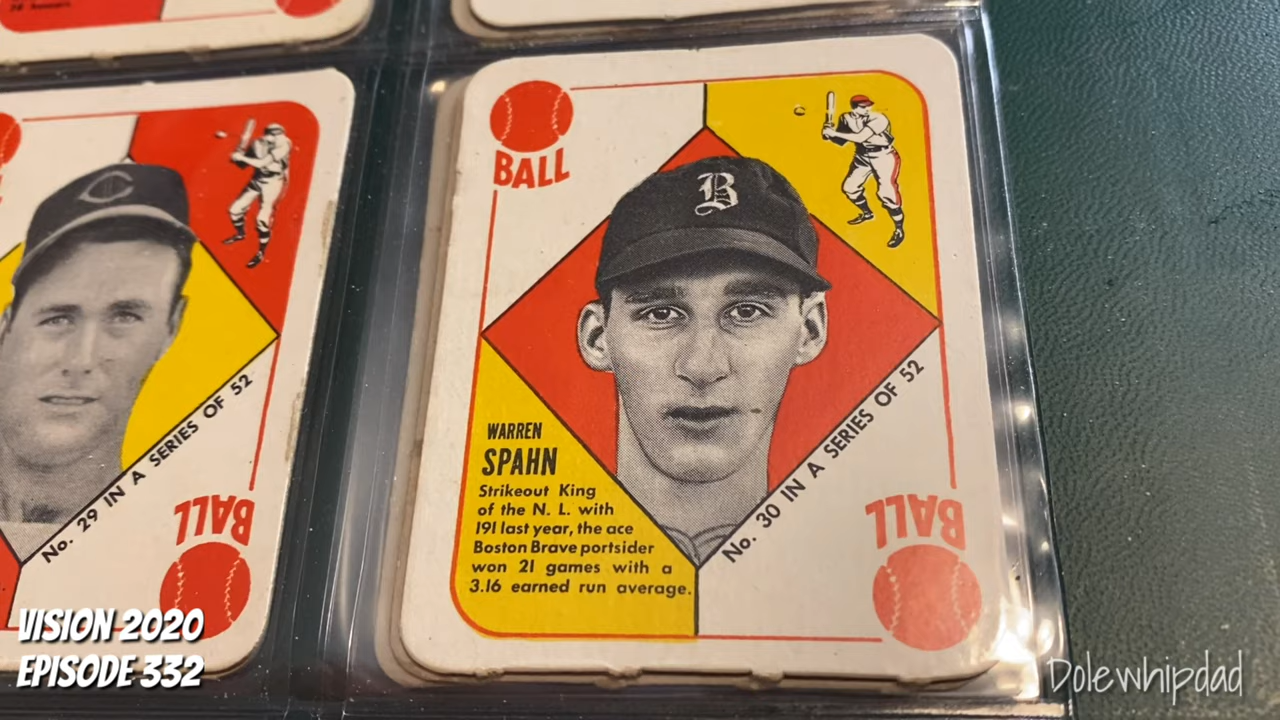 BALL
B
WARREN
SPAHN
Strikeout King
of the N. L. with
191 last year, the ace
Boston Brave portsider
won 21 games with a
3.16 earned run average.
No. 30 IN A SERIES OF 52
BALL
C
No. 29 IN A SERIES OF 52
BALL
VISION 2020
EPISODE 332
Dolewhipdad